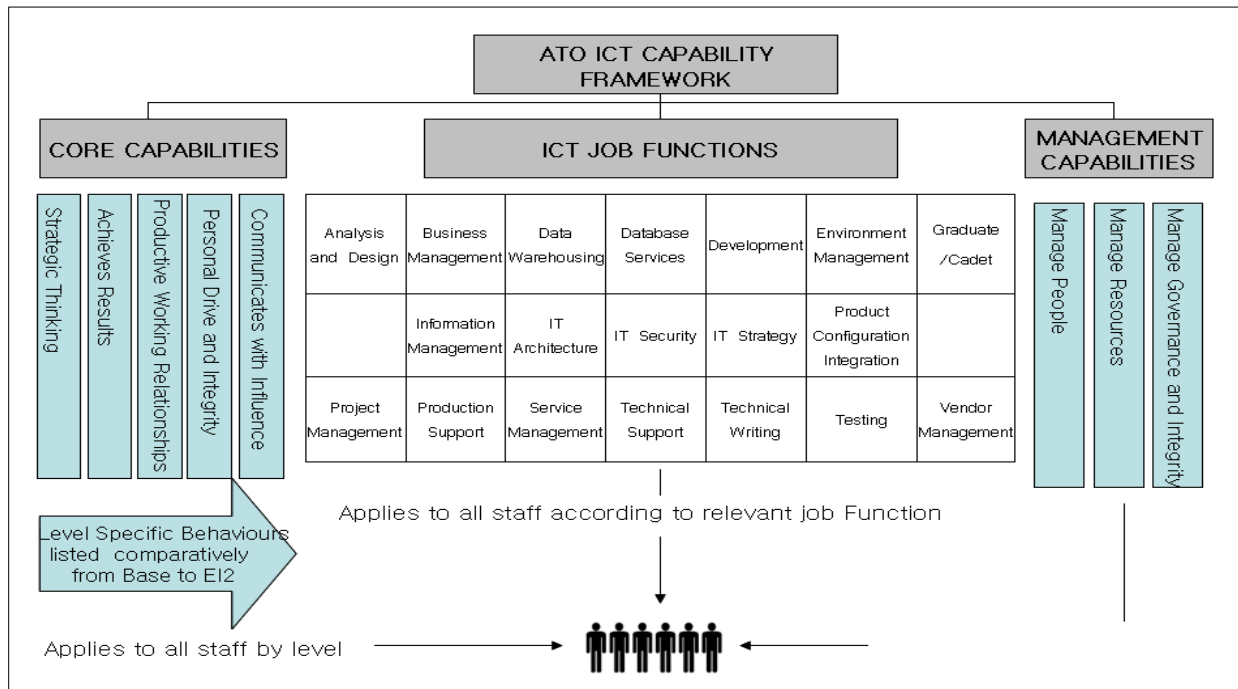 ATO ICT CAPABILITY
FRAMEWORK
CORE CAPABILITIES
ICT JOB FUNCTIONS
MANAGEMENT
CAPABILITIES
Strategic Thinking
Achieves Results
Productive Working Relationships
Personal Drive and Integrity
Communicates with Influence
Analysis
and Design
Business
Management
Data
Warehousing
Database
Services
Development
Environment
Management
Graduate
/Cadet
Information
Management
IT
Architecture
IT Security
IT Strategy
Product
Configuration
Integration
Project
Management
Production
Support
Service
Management
Technical
Support
Technical
Writing
Testing
Vendor
Management
Manage People
Manage Resources
Manage Governance and Integrity
Level Specific Behaviours
listed comparatively
from Base to El2
Applies to all staff according to relevant job Function
Applies to all staff by level